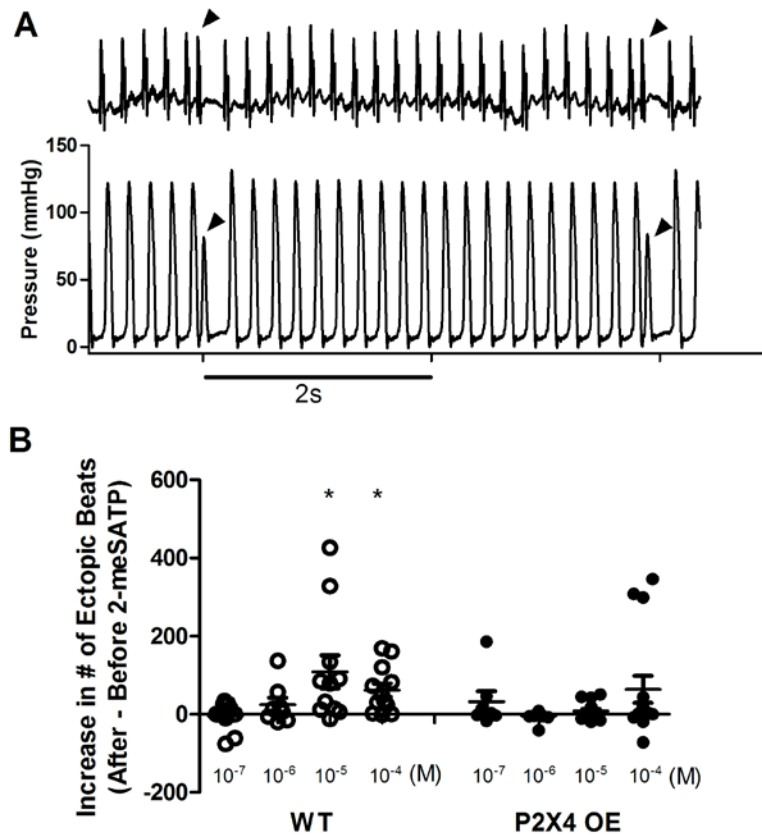 A
Pressure (mmHg)
150
100
50
0
2s
B
Increase in # of Ectopic Beats
(After - Before 2-meSATP)
600
400
200
0
-200
* *
10⁻⁷ 10⁻⁶ 10⁻⁵ 10⁻⁴ (M) 10⁻⁷ 10⁻⁶ 10⁻⁵ 10⁻⁴ (M)
WT P2X4 OE